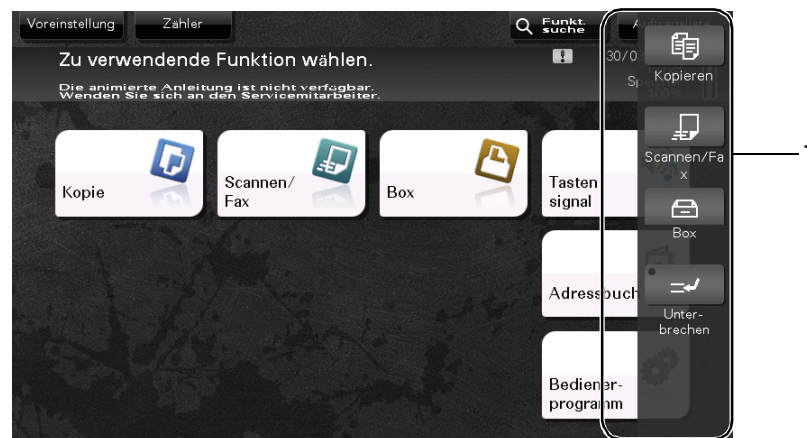 Voreinstellung
Zähler
Funkt.
suche
Zu verwendende Funktion wählen.
Die animierte Anleitung ist nicht verfügbar.
Wenden Sie sich an den Servicemitarbeiter.
Kopie
Scannen/
Fax
Box
Tasten
signal
Adressbuch
Bediener-
programm
Kopieren
Scannen/Fa
x
Box
Unter-
brechen